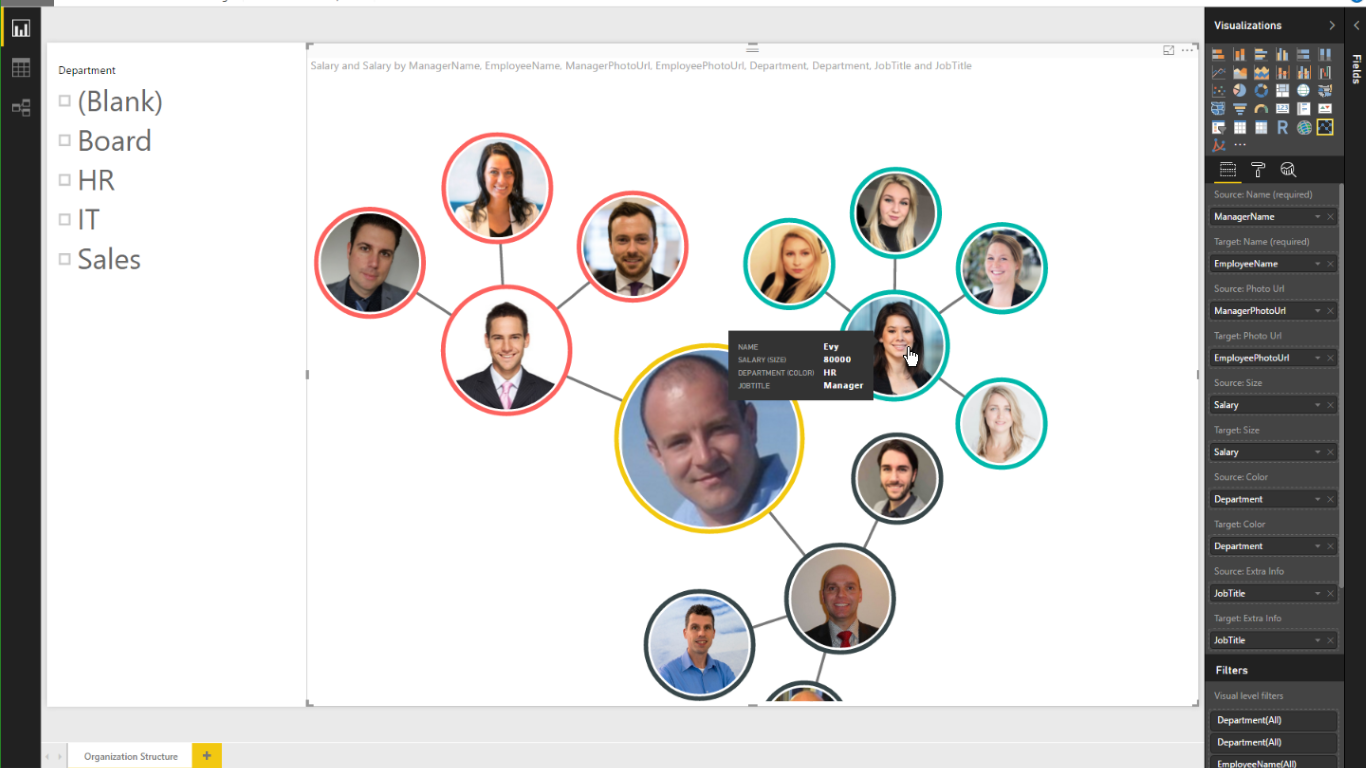 Department
(Blank)
Board
HR
IT
Sales
Salary and Salary by ManagerName, EmployeeName, ManagerPhotoUrl, EmployeePhotoUrl, Department, Department, JobTitle and JobTitle
NAME Evy
SALARY (SIZE) 80000
DEPARTMENT (COLOR) HR
JOBTITLE Manager
Organization Structure
+
Visualizations
R
Source: Name (required)
ManagerName
Target: Name (required)
EmployeeName
Source: Photo Url
ManagerPhotoUrl
Target: Photo Url
EmployeePhotoUrl
Source: Size
Salary
Target: Size
Salary
Source: Color
Department
Target: Color
Department
Source: Extra Info
JobTitle
Target: Extra Info
JobTitle
Filters
Visual level filters
Department(All)
Department(All)
EmployeeName(All)
Fields